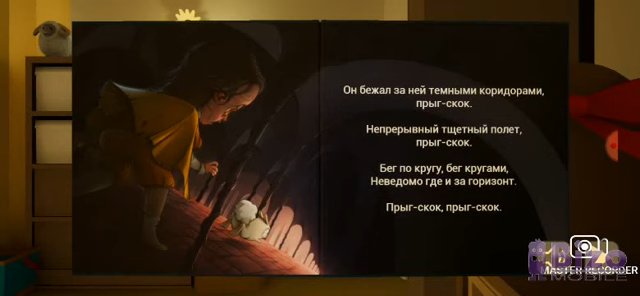 Он бежал за ней темными коридорами,
прыг-скок.
Непрерывный тщетный полет,
прыг-скок.
Бег по кругу, бег кругами,
Неведомо где и за горизонт.
Прыг-скок, прыг-скок.
MASTER RECORDER
MOBILE